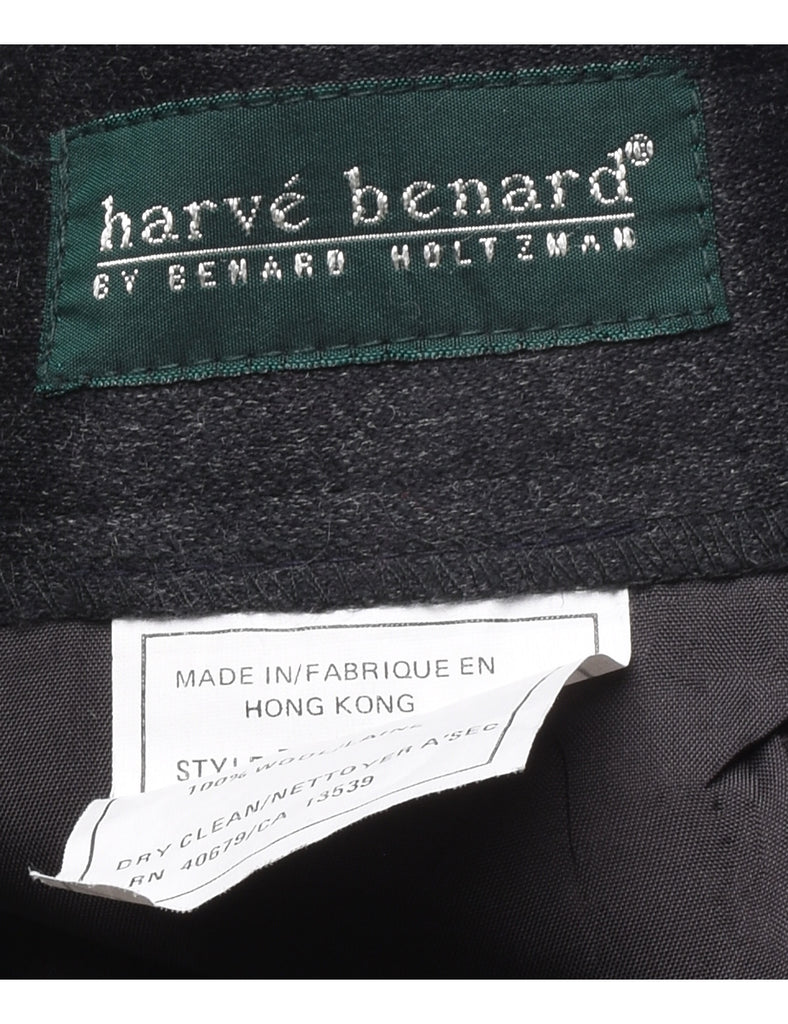 harvé benard®
BY BENARD HOLTZMAN
MADE IN/FABRIQUE EN
HONG KONG
100% WOOL/LAINE
DRY CLEAN/NETTOYER A'SEC
RN 40679/CA 13539